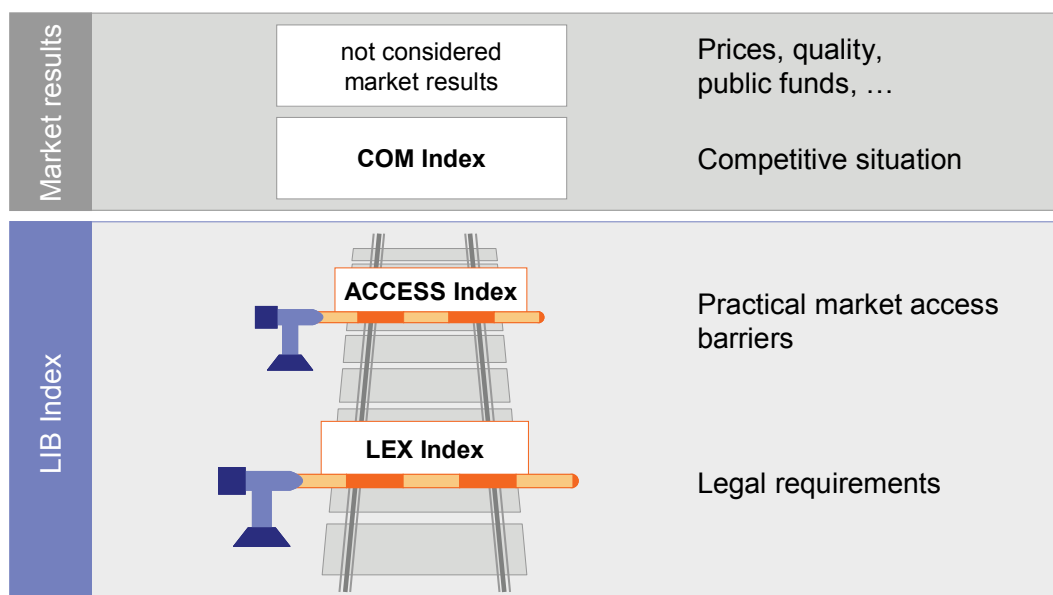 Market results
not considered
market results
Prices, quality,
public funds, …
COM Index
Competitive situation
LIB Index
ACCESS Index
Practical market access
barriers
LEX Index
Legal requirements